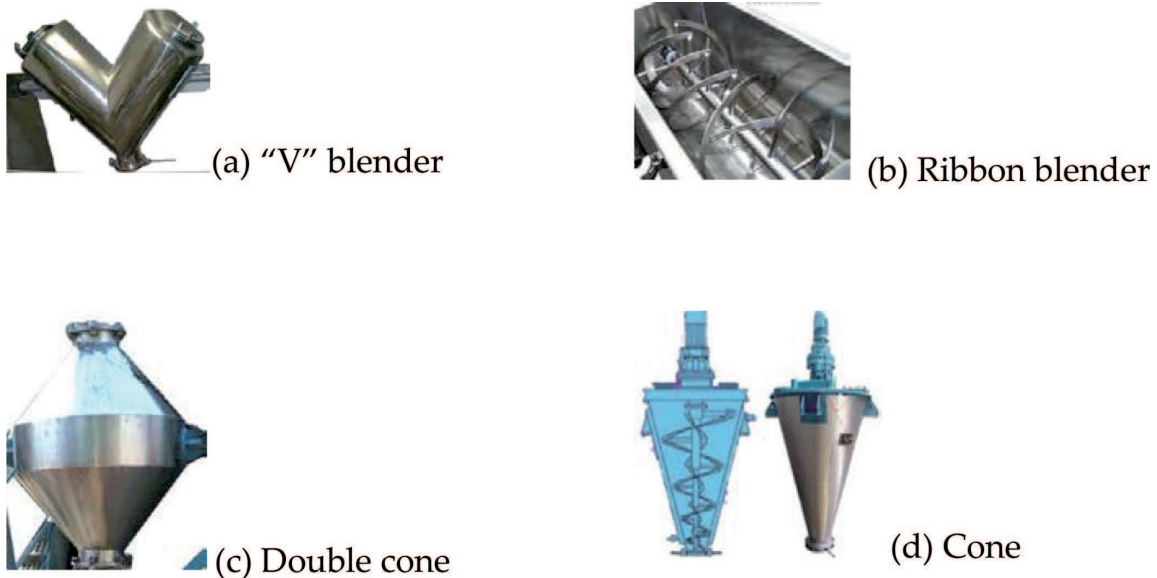 (a) “V” blender
(b) Ribbon blender
(c) Double cone
(d) Cone